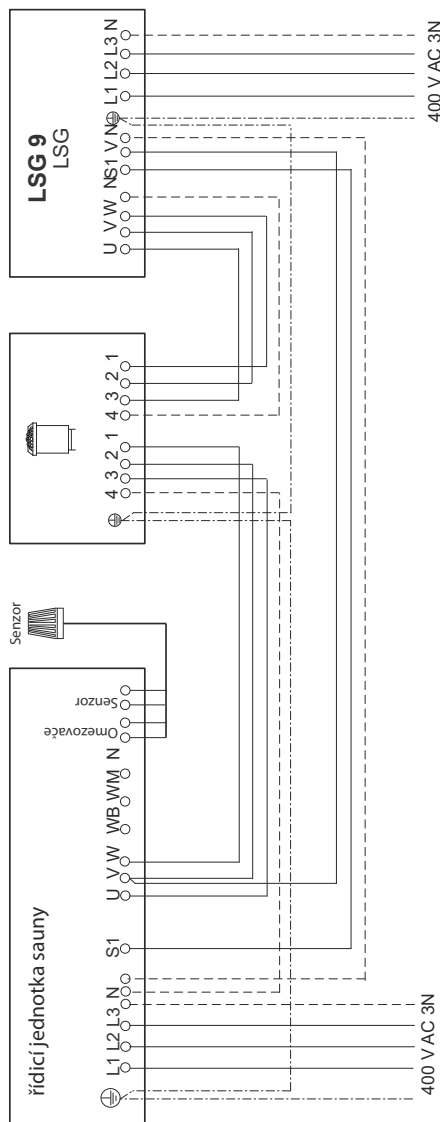 řídicí jednotka sauny
Senzor
LSG 9
LSG
L1 L2 L3 N S1 U V W WB WM N
Omezovače
Senzor
4 3 2 1 4 3 2 1
U V W N S1 V N L1 L2 L3 N
400 V AC 3N
400 V AC 3N